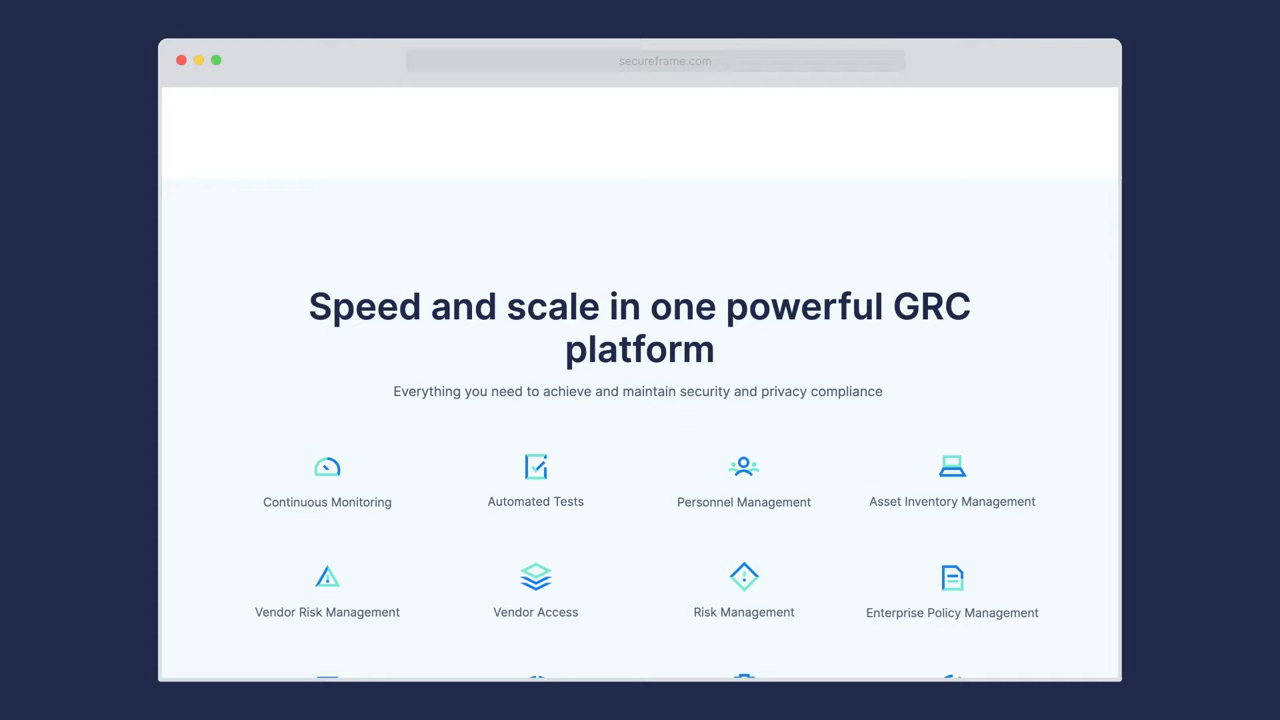 secureframe.com
Speed and scale in one powerful GRC
platform
Everything you need to achieve and maintain security and privacy compliance
Continuous Monitoring
Automated Tests
Personnel Management
Asset Inventory Management
Vendor Risk Management
Vendor Access
Risk Management
Enterprise Policy Management